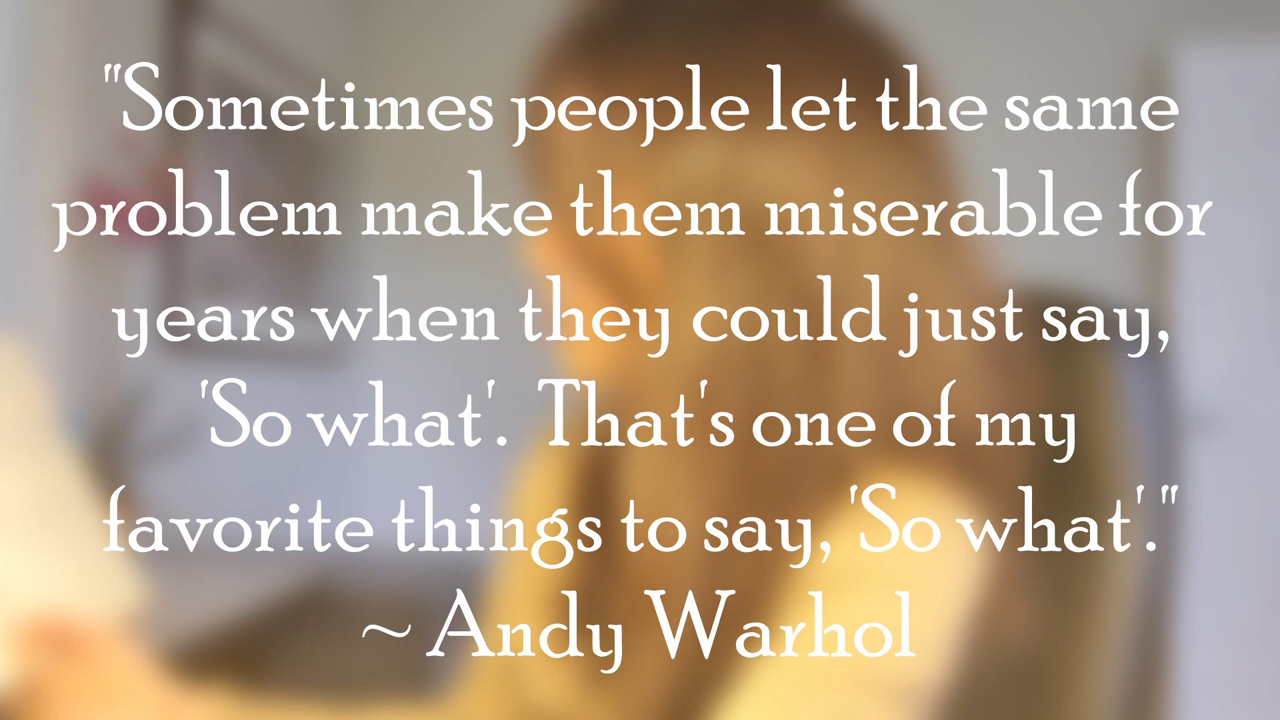 "Sometimes people let the same
problem make them miserable for
years when they could just say,
'So what'. That's one of my
favorite things to say, 'So what'."
~ Andy Warhol